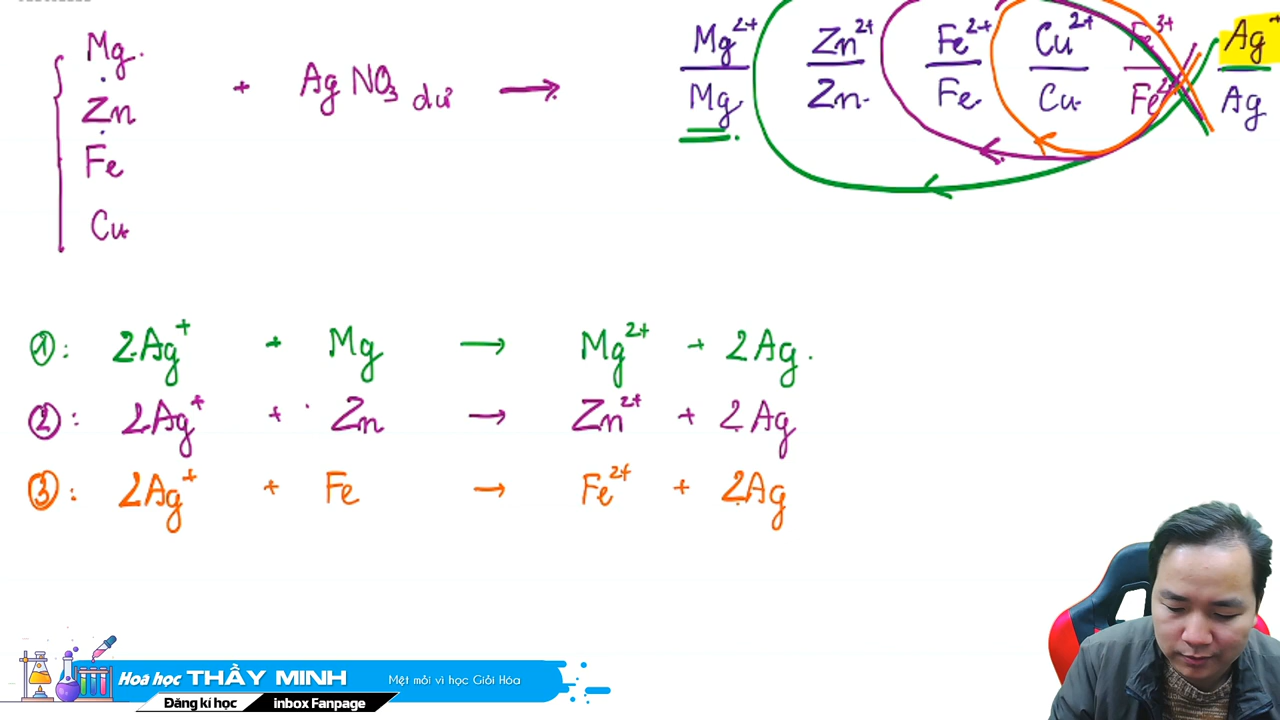 Mg.
Zn + AgNO3 dư →
Fe
Cu
Mg2+ Zn2+ Fe2+ Cu2+ Fe3+ Ag+
Mg Zn Fe Cu Fe2+ Ag
①: 2Ag+ + Mg → Mg2+ + 2Ag.
②: 2Ag+ + Zn → Zn2+ + 2Ag
③: 2Ag+ + Fe → Fe2+ + 2Ag
Hoá học THẦY MINH
Mệt mỏi vì học Giỏi Hóa
Đăng kí học inbox Fanpage